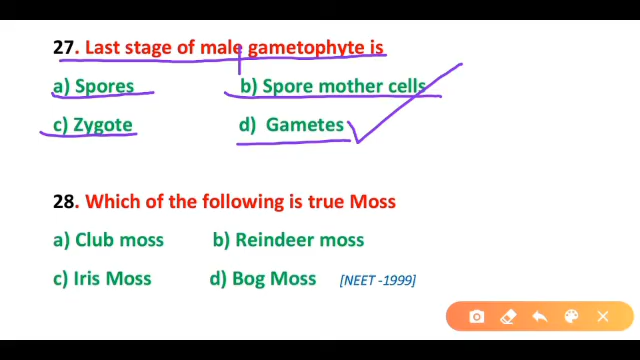 27. Last stage of male gametophyte is
a) Spores b) Spore mother cells
c) Zygote d) Gametes
28. Which of the following is true Moss
a) Club moss b) Reindeer moss
c) Iris Moss d) Bog Moss [NEET -1999]